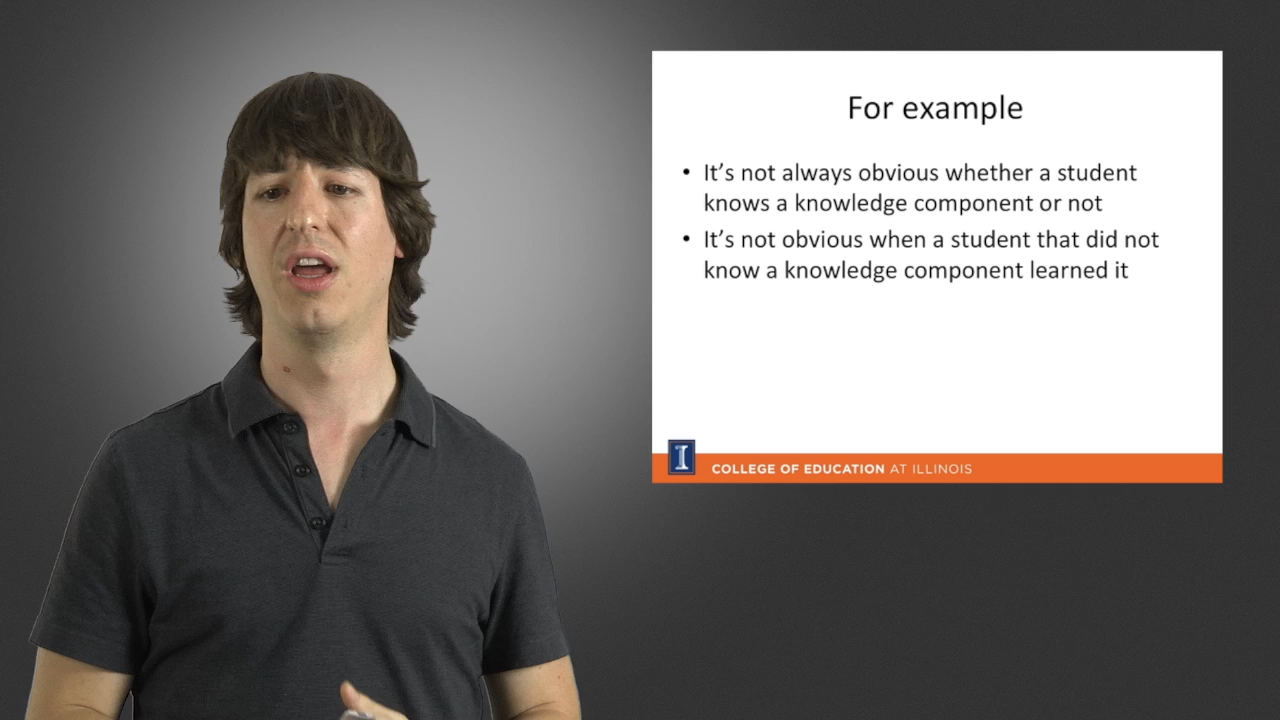 For example
• It's not always obvious whether a student
knows a knowledge component or not
• It's not obvious when a student that did not
know a knowledge component learned it
I
COLLEGE OF EDUCATION AT ILLINOIS